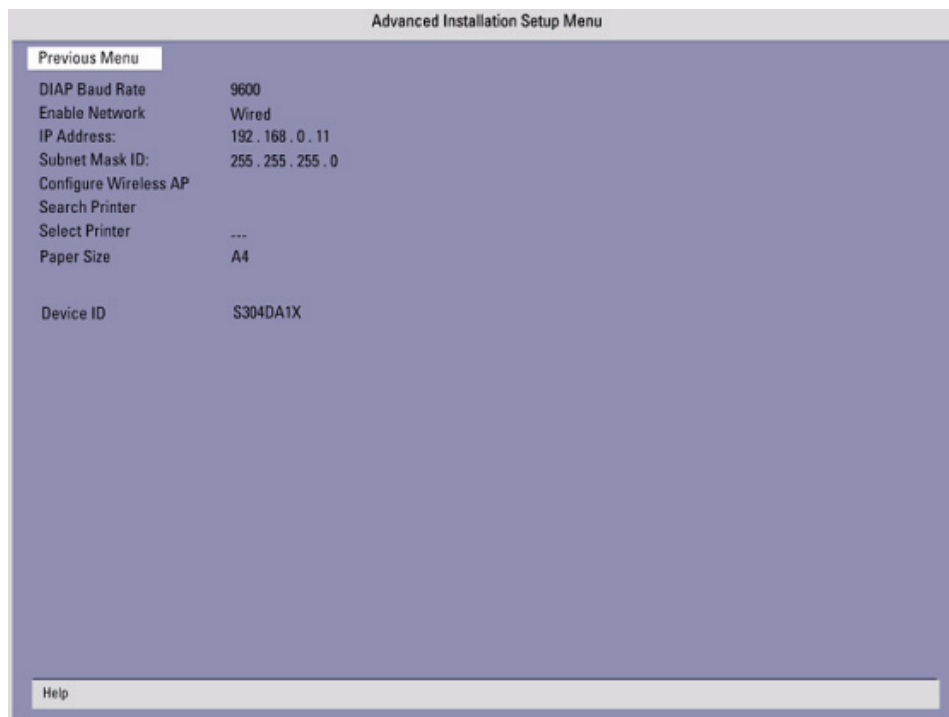 Advanced Installation Setup Menu
Previous Menu
DIAP Baud Rate 9600
Enable Network Wired
IP Address: 192 . 168 . 0 . 11
Subnet Mask ID: 255 . 255 . 255 . 0
Configure Wireless AP
Search Printer
Select Printer ---
Paper Size A4
Device ID S304DA1X
Help